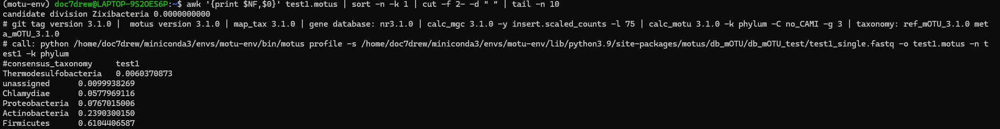 (motu-env) doc7drew@LAPTOP-9S2OES6P:~$ awk '{print $NF,$0}' test1.motus | sort -n -k 1 | cut -f 2- -d " " | tail -n 10
candidate division Zixibacteria 0.0000000000
# git tag version 3.1.0 |  motus version 3.1.0 | map_tax 3.1.0 | gene database: nr3.1.0 | calc_mgc 3.1.0 -y insert.scaled_counts -l 75 | calc_motu 3.1.0 -k phylum -C no_CAMI -g 3 | taxonomy: ref_mOTU_3.1.0 met
a_mOTU_3.1.0
# call: python /home/doc7drew/miniconda3/envs/motu-env/bin/motus profile -s /home/doc7drew/miniconda3/envs/motu-env/lib/python3.9/site-packages/motus/db_mOTU/db_mOTU_test/test1_single.fastq -o test1.motus -n t
est1 -k phylum
#consensus_taxonomy     test1
Thermodesulfobacteria   0.0060370873
unassigned      0.0099938269
Chlamydiae      0.0577969116
Proteobacteria  0.0767015006
Actinobacteria  0.2390300150
Firmicutes      0.6104406587